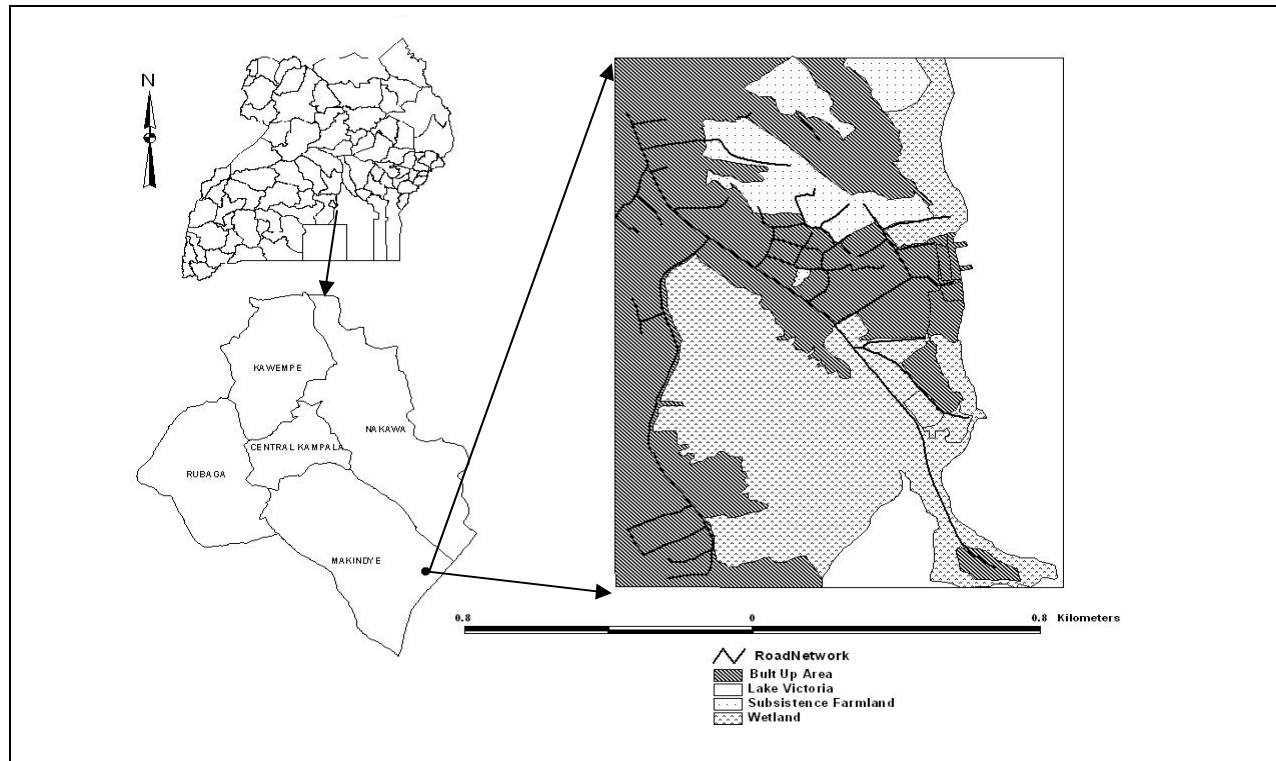 N
KAWEMPE
NAKAWA
CENTRAL KAMPALA
RUBAGA
MAKINDYE
0.8 0 0.8 Kilometers
RoadNetwork
Bult Up Area
Lake Victoria
Subsistence Farmland
Wetland